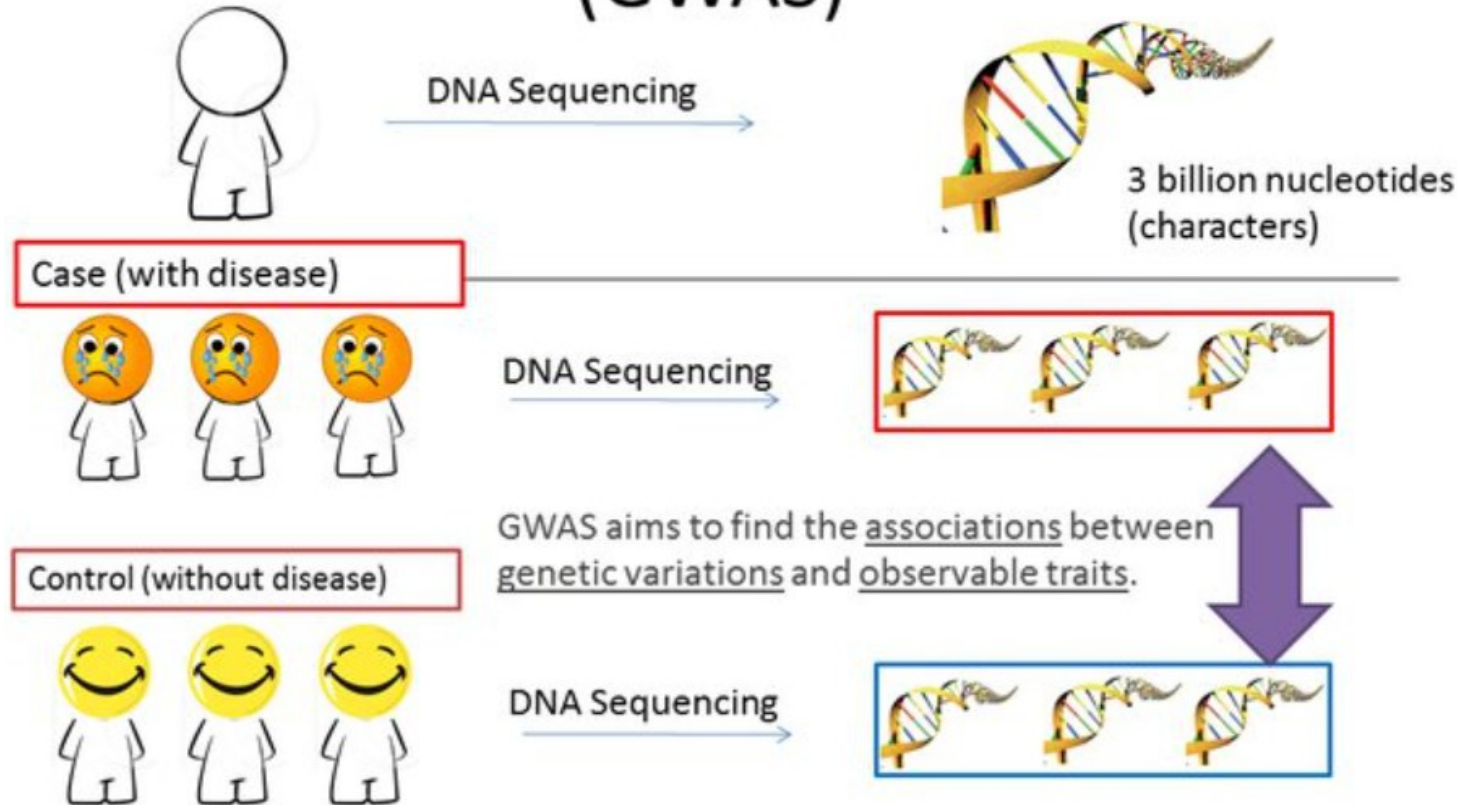 (GWAS)
DNA Sequencing
3 billion nucleotides
(characters)
Case (with disease)
DNA Sequencing
GWAS aims to find the associations between
genetic variations and observable traits.
Control (without disease)
DNA Sequencing